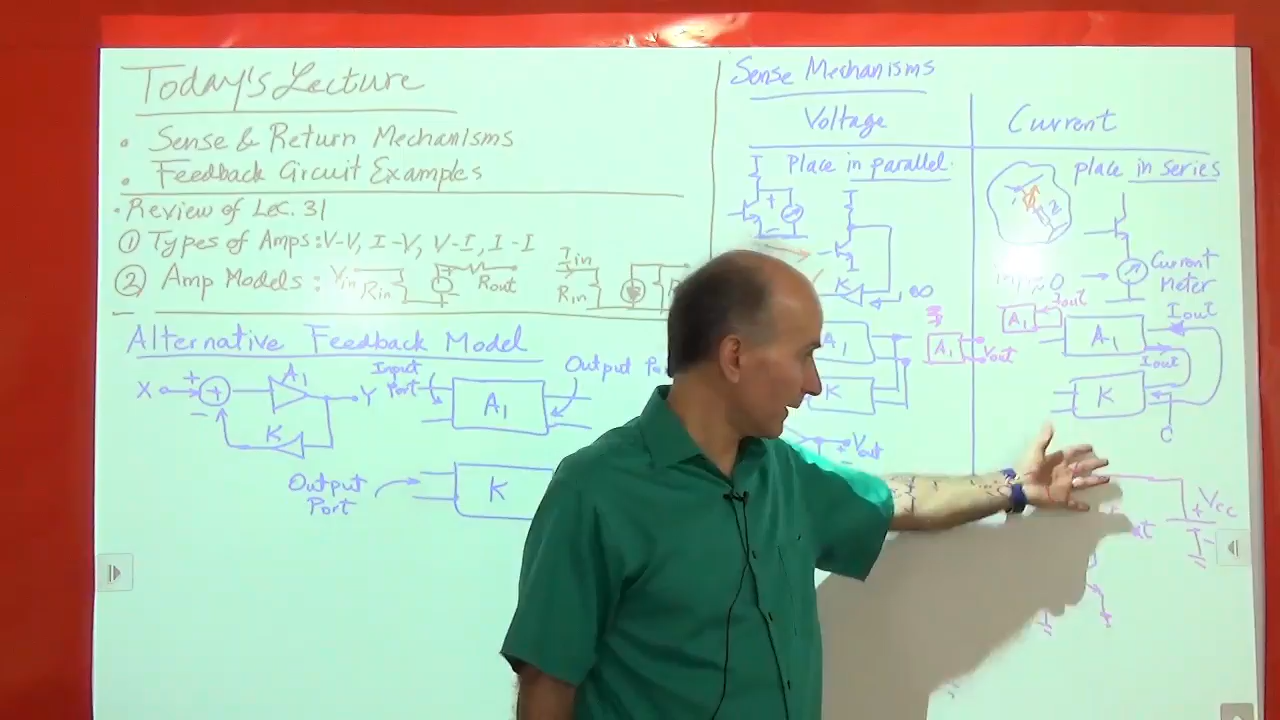 Today's Lecture
• Sense & Return Mechanisms
• Feedback Circuit Examples
• Review of Lec. 31
① Types of Amps: V-V, I-V, V-I, I-I
② Amp Models: Vin Rin Rout Iin Rin
Alternative Feedback Model
X + + A1 Y
- K
Input Port A1 Output
Output Port K
Sense Mechanisms
Voltage
Place in parallel.
+
-
K ∞
A1 A1 Vout
K
Vout
+
-
Current
place in series
Current Meter
A1 Iout A1 Iout
Iout
K
C
+ Vcc
-